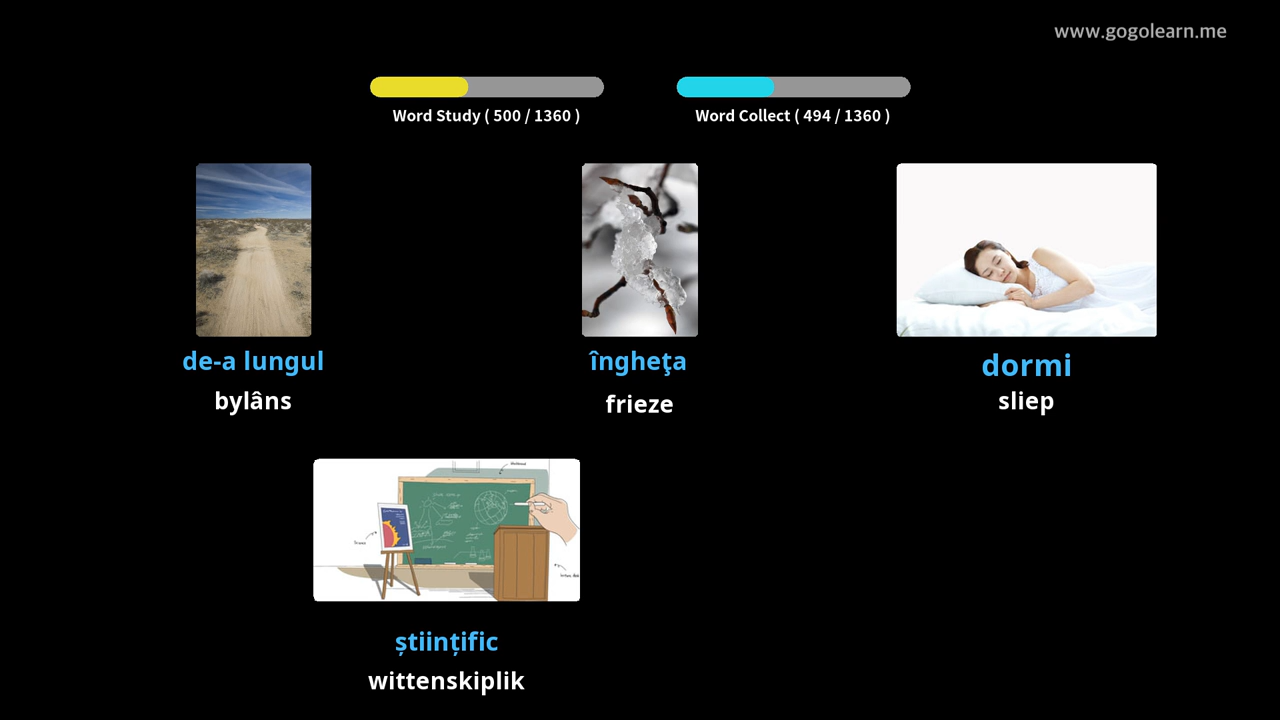 www.gogolearn.me
Word Study ( 500 / 1360 )
Word Collect ( 494 / 1360 )
de-a lungul
bylâns
îngheţa
frieze
dormi
sliep
științific
wittenskiplik